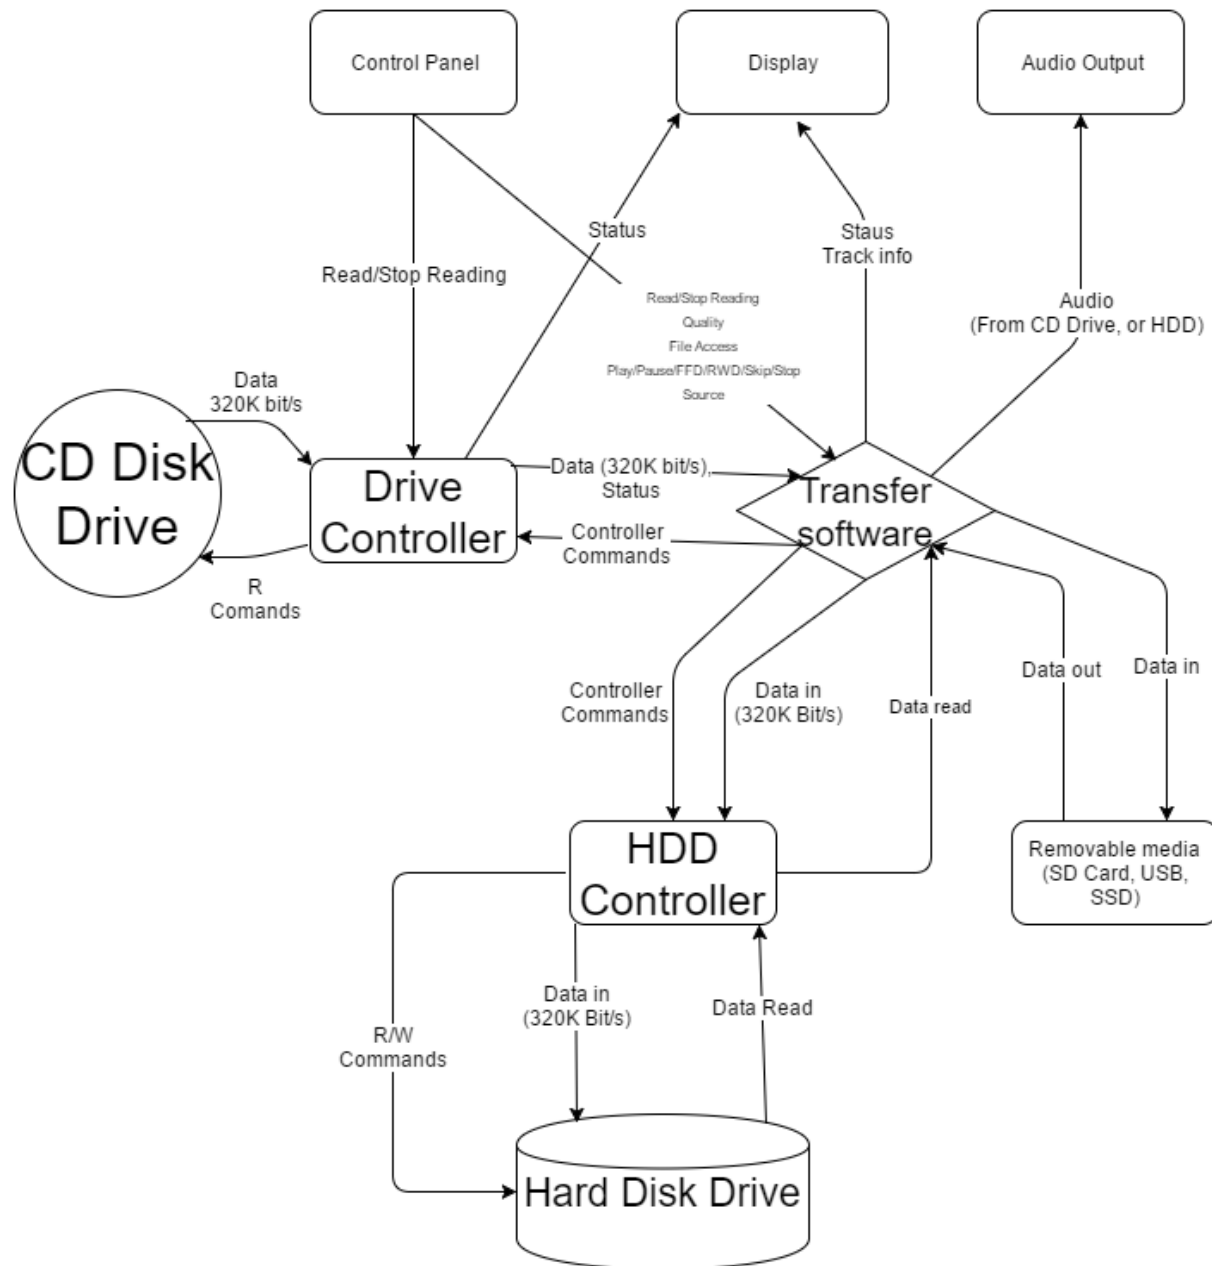 Control Panel
Display
Audio Output
Status
Staus
Track info
Read/Stop Reading
Read/Stop Reading
Quality
File Access
Play/Pause/FFD/RWD/Skip/Stop
Source
Audio
(From CD Drive, or HDD)
Data
320K bit/s
CD Disk
Drive
Drive
Controller
Data (320K bit/s),
Status
Transfer
software
Controller
Commands
R
Comands
Controller
Commands
Data in
(320K Bit/s)
Data read
Data out
Data in
HDD
Controller
Removable media
(SD Card, USB,
SSD)
R/W
Commands
Data in
(320K Bit/s)
Data Read
Hard Disk Drive